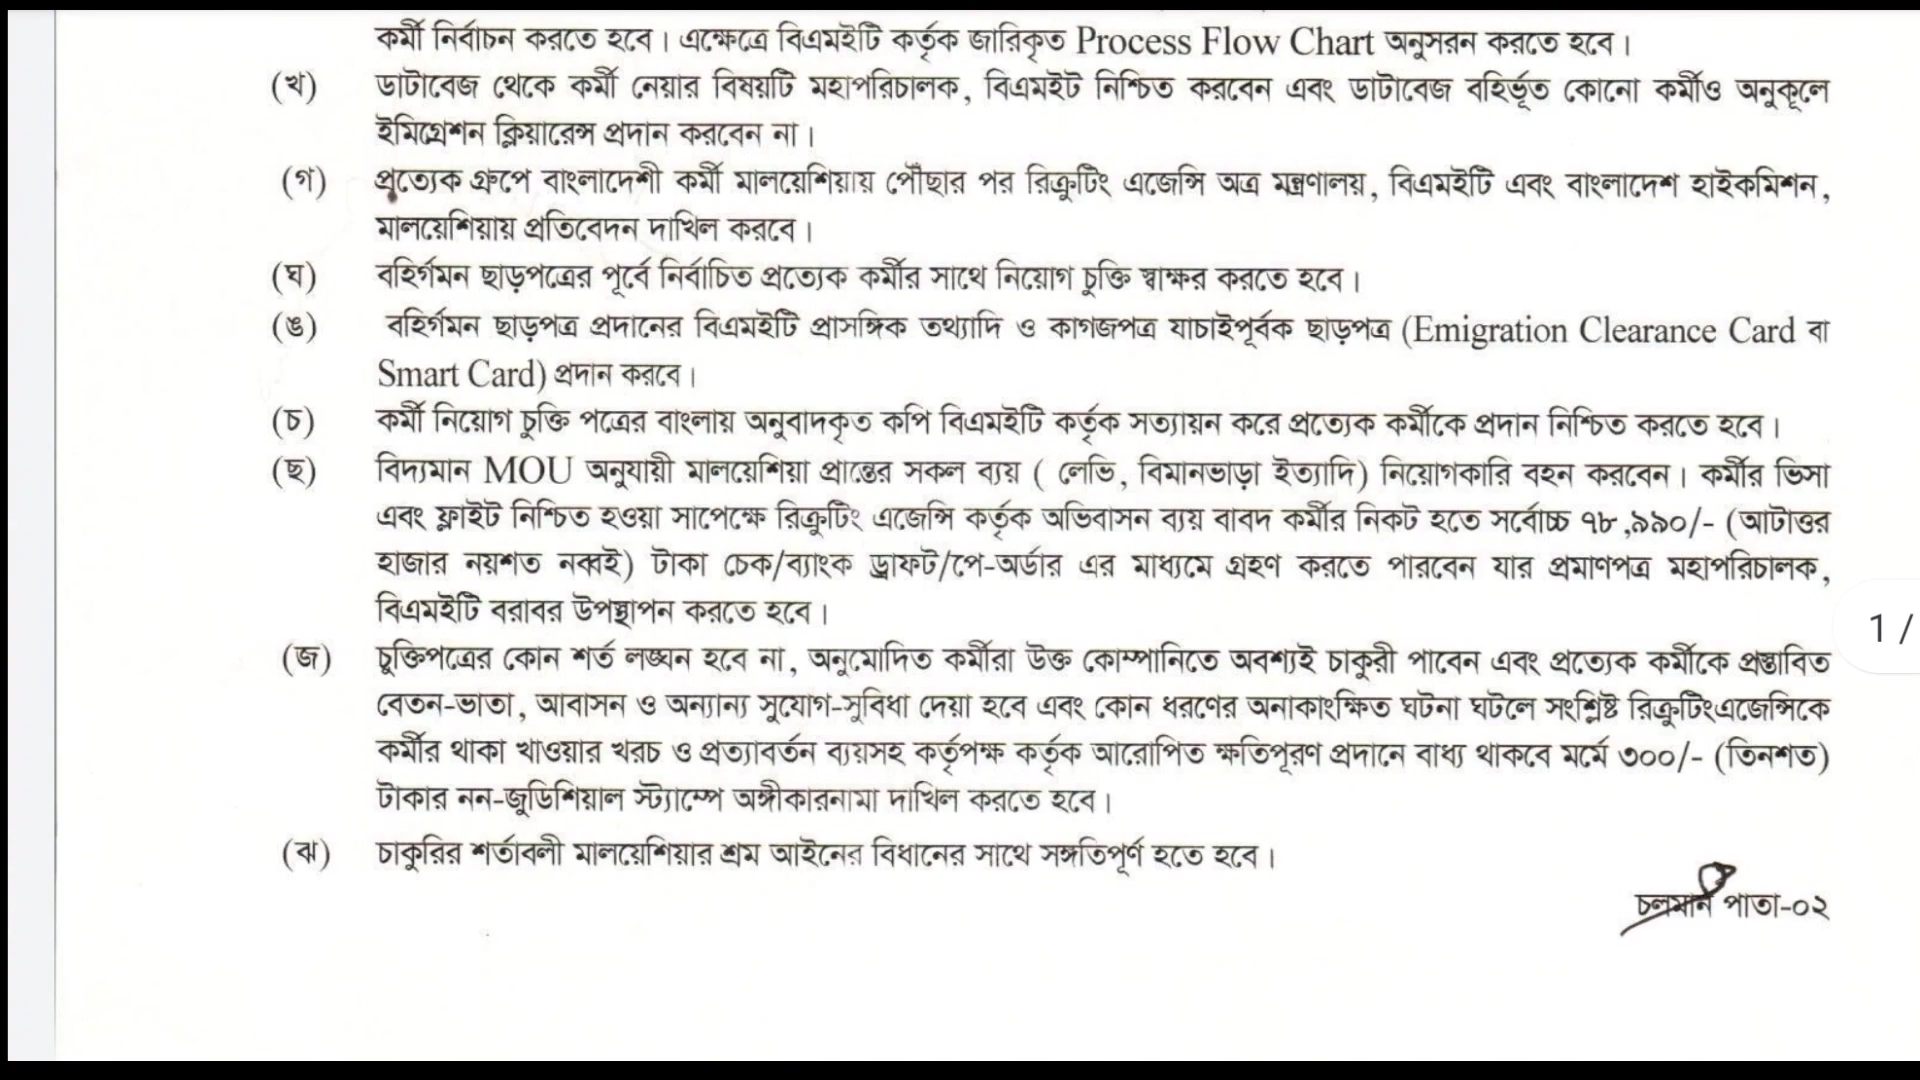 কর্মী নির্বাচন করতে হবে। এক্ষেত্রে বিএমইটি কর্তৃক জারিকৃত Process Flow Chart অনুসরন করতে হবে।
(খ) ডাটাবেজ থেকে কর্মী নেয়ার বিষয়টি মহাপরিচালক, বিএমইট নিশ্চিত করবেন এবং ডাটাবেজ বহির্ভূত কোনো কর্মীও অনুকূলে
ইমিগ্রেশন ক্লিয়ারেন্স প্রদান করবেন না।
(গ) প্রত্যেক গ্রুপে বাংলাদেশী কর্মী মালয়েশিয়ায় পৌঁছার পর রিক্রুটিং এজেন্সি অত্র মন্ত্রণালয়, বিএমইটি এবং বাংলাদেশ হাইকমিশন,
মালয়েশিয়ায় প্রতিবেদন দাখিল করবে।
(ঘ) বহির্গমন ছাড়পত্রের পূর্বে নির্বাচিত প্রত্যেক কর্মীর সাথে নিয়োগ চুক্তি স্বাক্ষর করতে হবে।
(ঙ) বহির্গমন ছাড়পত্র প্রদানের বিএমইটি প্রাসঙ্গিক তথ্যাদি ও কাগজপত্র যাচাইপূর্বক ছাড়পত্র (Emigration Clearance Card বা
Smart Card) প্রদান করবে।
(চ) কর্মী নিয়োগ চুক্তি পত্রের বাংলায় অনুবাদকৃত কপি বিএমইটি কর্তৃক সত্যায়ন করে প্রত্যেক কর্মীকে প্রদান নিশ্চিত করতে হবে।
(ছ) বিদ্যমান MOU অনুযায়ী মালয়েশিয়া প্রান্তের সকল ব্যয় ( লেভি, বিমানভাড়া ইত্যাদি) নিয়োগকারি বহন করবেন। কর্মীর ভিসা
এবং ফ্লাইট নিশ্চিত হওয়া সাপেক্ষে রিক্রুটিং এজেন্সি কর্তৃক অভিবাসন ব্যয় বাবদ কর্মীর নিকট হতে সর্বোচ্চ ৭৮,৯৯০/- (আটাত্তর
হাজার নয়শত নব্বই) টাকা চেক/ব্যাংক ড্রাফট/পে-অর্ডার এর মাধ্যমে গ্রহণ করতে পারবেন যার প্রমাণপত্র মহাপরিচালক,
বিএমইটি বরাবর উপস্থাপন করতে হবে।
(জ) চুক্তিপত্রের কোন শর্ত লঙ্ঘন হবে না, অনুমোদিত কর্মীরা উক্ত কোম্পানিতে অবশ্যই চাকুরী পাবেন এবং প্রত্যেক কর্মীকে প্রস্তাবিত
বেতন-ভাতা, আবাসন ও অন্যান্য সুযোগ-সুবিধা দেয়া হবে এবং কোন ধরণের অনাকাংক্ষিত ঘটনা ঘটলে সংশ্লিষ্ট রিক্রুটিংএজেন্সিকে
কর্মীর থাকা খাওয়ার খরচ ও প্রত্যাবর্তন ব্যয়সহ কর্তৃপক্ষ কর্তৃক আরোপিত ক্ষতিপূরণ প্রদানে বাধ্য থাকবে মর্মে ৩০০/- (তিনশত)
টাকার নন-জুডিশিয়াল স্ট্যাম্পে অঙ্গীকারনামা দাখিল করতে হবে।
(ঝ) চাকুরির শর্তাবলী মালয়েশিয়ার শ্রম আইনের বিধানের সাথে সঙ্গতিপূর্ণ হতে হবে।
চলমান পাতা-০২
1 /